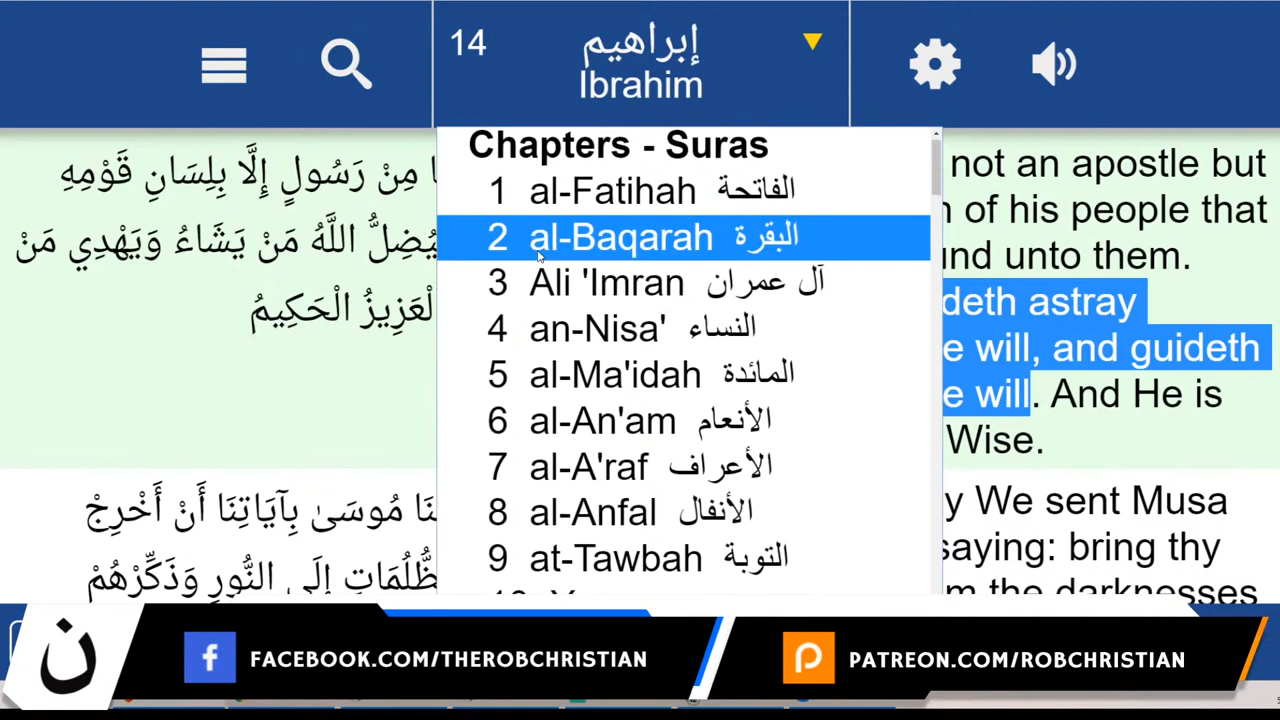 14
إبراهيم
Ibrahim
Chapters - Suras
1 al-Fatihah الفاتحة
2 al-Baqarah البقرة
3 Ali 'Imran آل عمران
4 an-Nisa' النساء
5 al-Ma'idah المائدة
6 al-An'am الأنعام
7 al-A'raf الأعراف
8 al-Anfal الأنفال
9 at-Tawbah التوبة
مِنْ رَسُولٍ إِلَّا بِلِسَانِ قَوْمِهِ
فَيُضِلُّ اللَّهُ مَنْ يَشَاءُ وَيَهْدِي مَنْ
الْعَزِيزُ الْحَكِيمُ
مُوسَىٰ بِآيَاتِنَا أَنْ أَخْرِجْ
الظُّلُمَاتِ إِلَى النُّورِ وَذَكِّرْهُمْ
not an apostle but
of his people that
unto them.
deth astray
will, and guideth
will. And He is
Wise.
We sent Musa
saying: bring thy
the darknesses
ن
f FACEBOOK.COM/THEROBCHRISTIAN
PATREON.COM/ROBCHRISTIAN